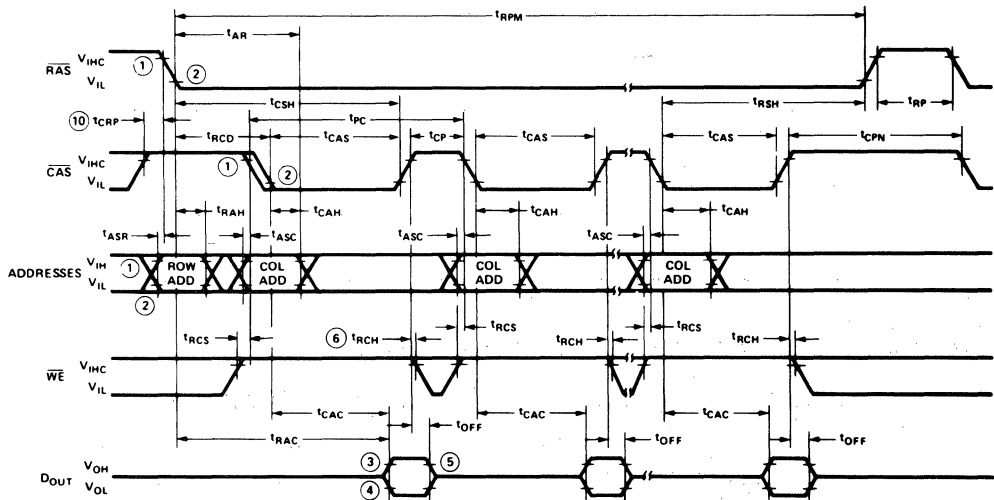 tRPM
tAR
RAS VIHC VIL ① ②
tCSH tRSH tRP
⑩ tCRP tRCD tPC tCAS tCP tCAS tCAS tCPN
CAS VIHC VIL ① ②
tRAH tCAH tCAH tCAH
tASR tASC tASC tASC
ADDRESSES VIH VIL ① ② ROW ADD COL ADD COL ADD COL ADD
tRCS ⑥ tRCH tRCS tRCH tRCS tRCH
WE VIHC VIL
tCAC tOFF tCAC tOFF tCAC tOFF
tRAC
DOUT VOH VOL ③ ④ ⑤